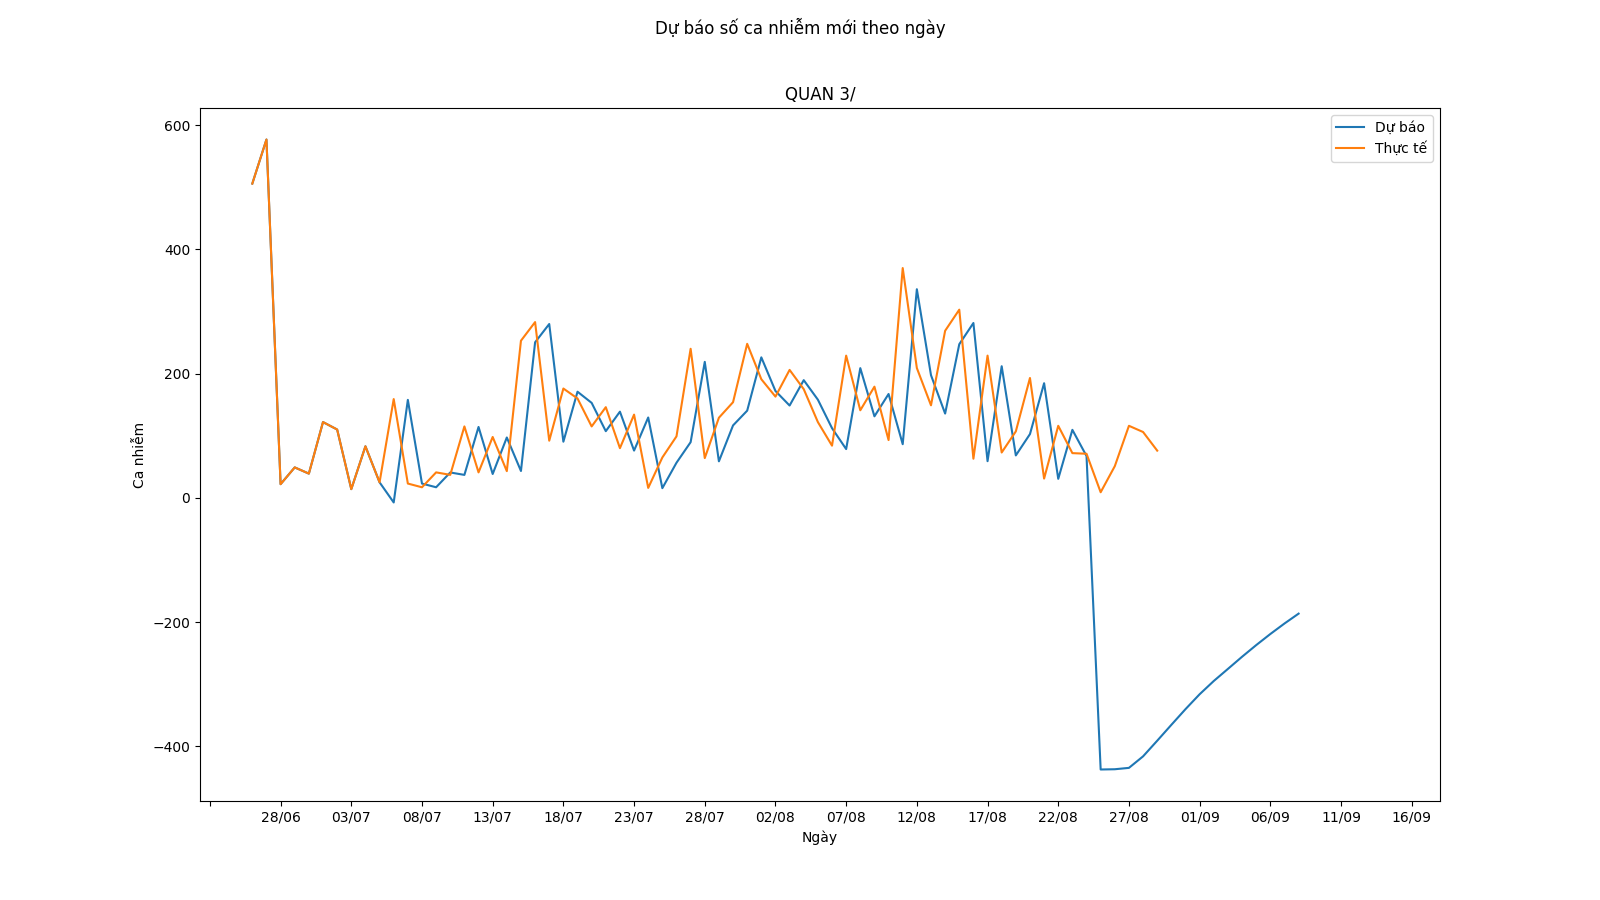 Dự báo số ca nhiễm mới theo ngày
QUAN 3/
Dự báo
Thực tế
600
400
200
0
−200
−400
Ca nhiễm
28/06 03/07 08/07 13/07 18/07 23/07 28/07 02/08 07/08 12/08 17/08 22/08 27/08 01/09 06/09 11/09 16/09
Ngày